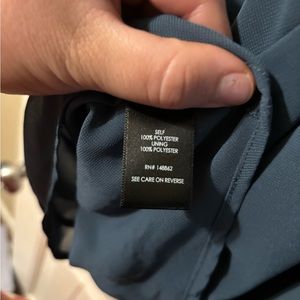 SELF
100% POLYESTER
LINING
100% POLYESTER
RN# 148862
SEE CARE ON REVERSE